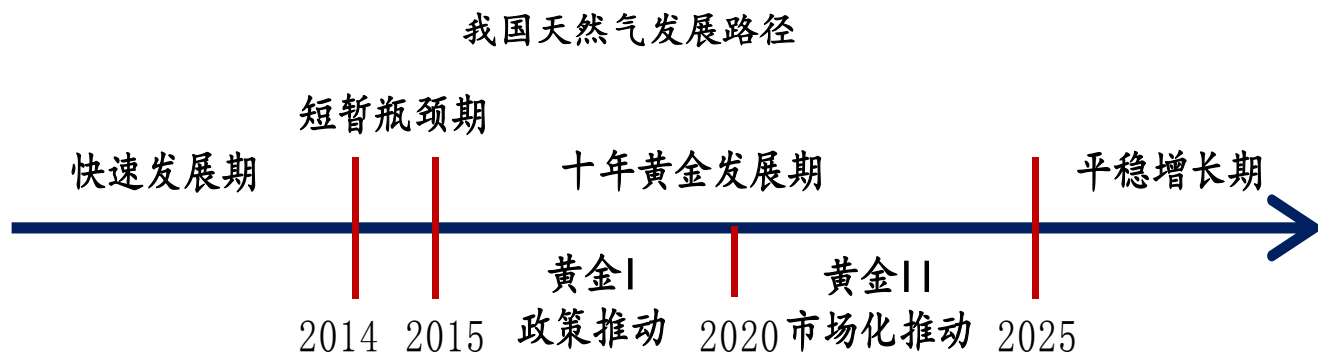 我国天然气发展路径
短暂瓶颈期
快速发展期
十年黄金发展期
平稳增长期
黄金I
政策推动
黄金II
市场化推动
2014
2015
2020
2025